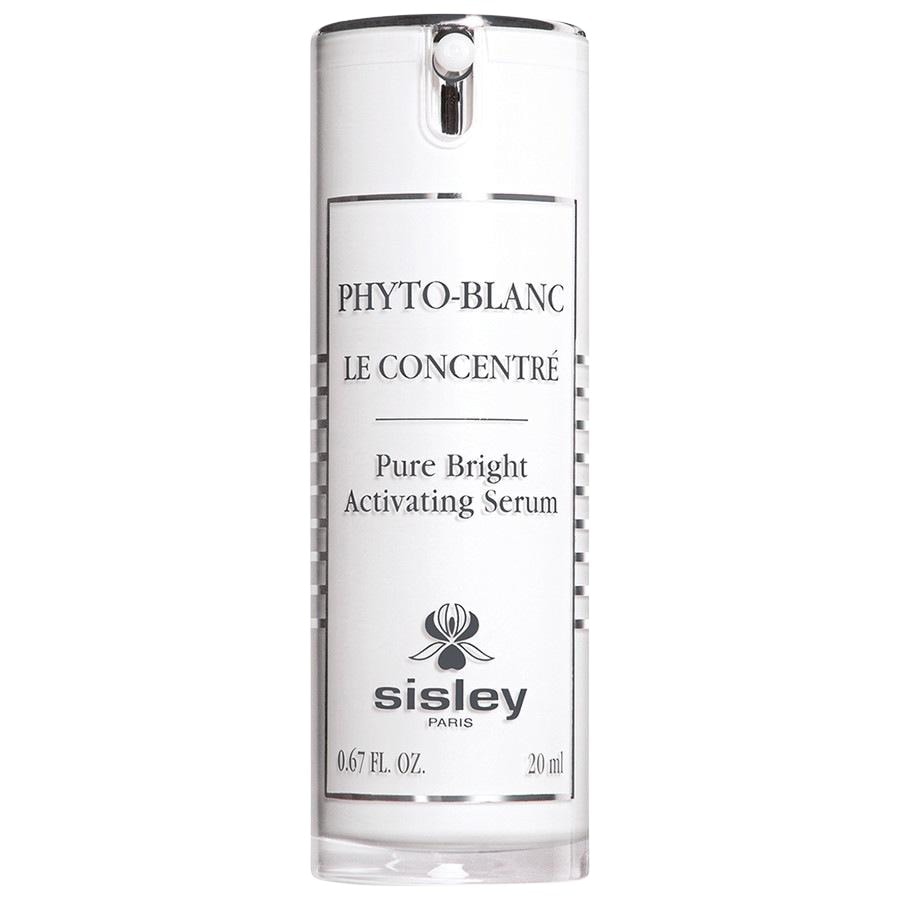 PHYTO-BLANC
LE CONCENTRÉ
Pure Bright
Activating Serum
sisley
PARIS
0.67 FL. OZ. 20 ml